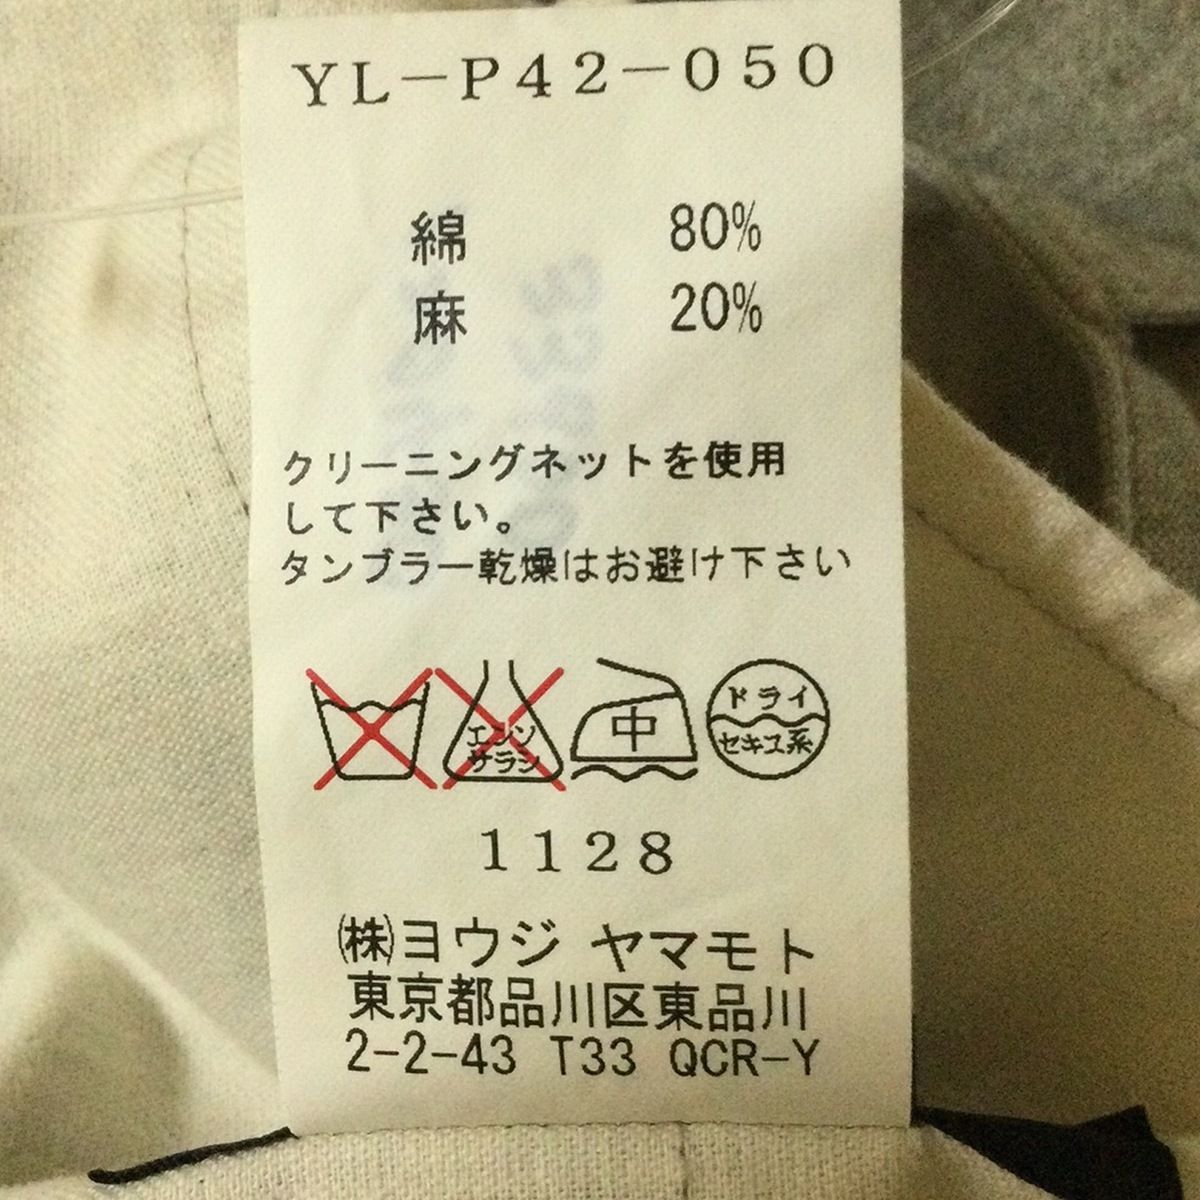 YL-P42-050
綿 80%
麻 20%
クリーニングネットを使用
して下さい。
タンブラー乾燥はお避け下さい
エンソ
サラシ
中
ドライ
セキユ系
1128
㈱ヨウジ ヤマモト
東京都品川区東品川
2-2-43 T33 QCR-Y